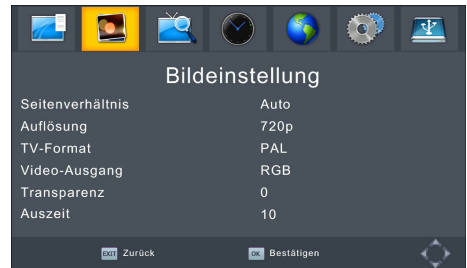 Bildeinstellung
Seitenverhältnis Auto
Auflösung 720p
TV-Format PAL
Video-Ausgang RGB
Transparenz 0
Auszeit 10
EXIT Zurück OK Bestätigen